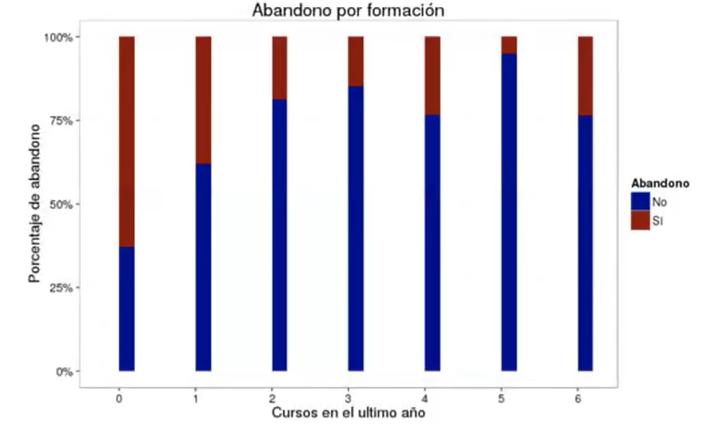 Abandono por formación
Porcentaje de abandono
100%
75%
50%
25%
0%
0 1 2 3 4 5 6
Cursos en el ultimo año
Abandono
No
Si